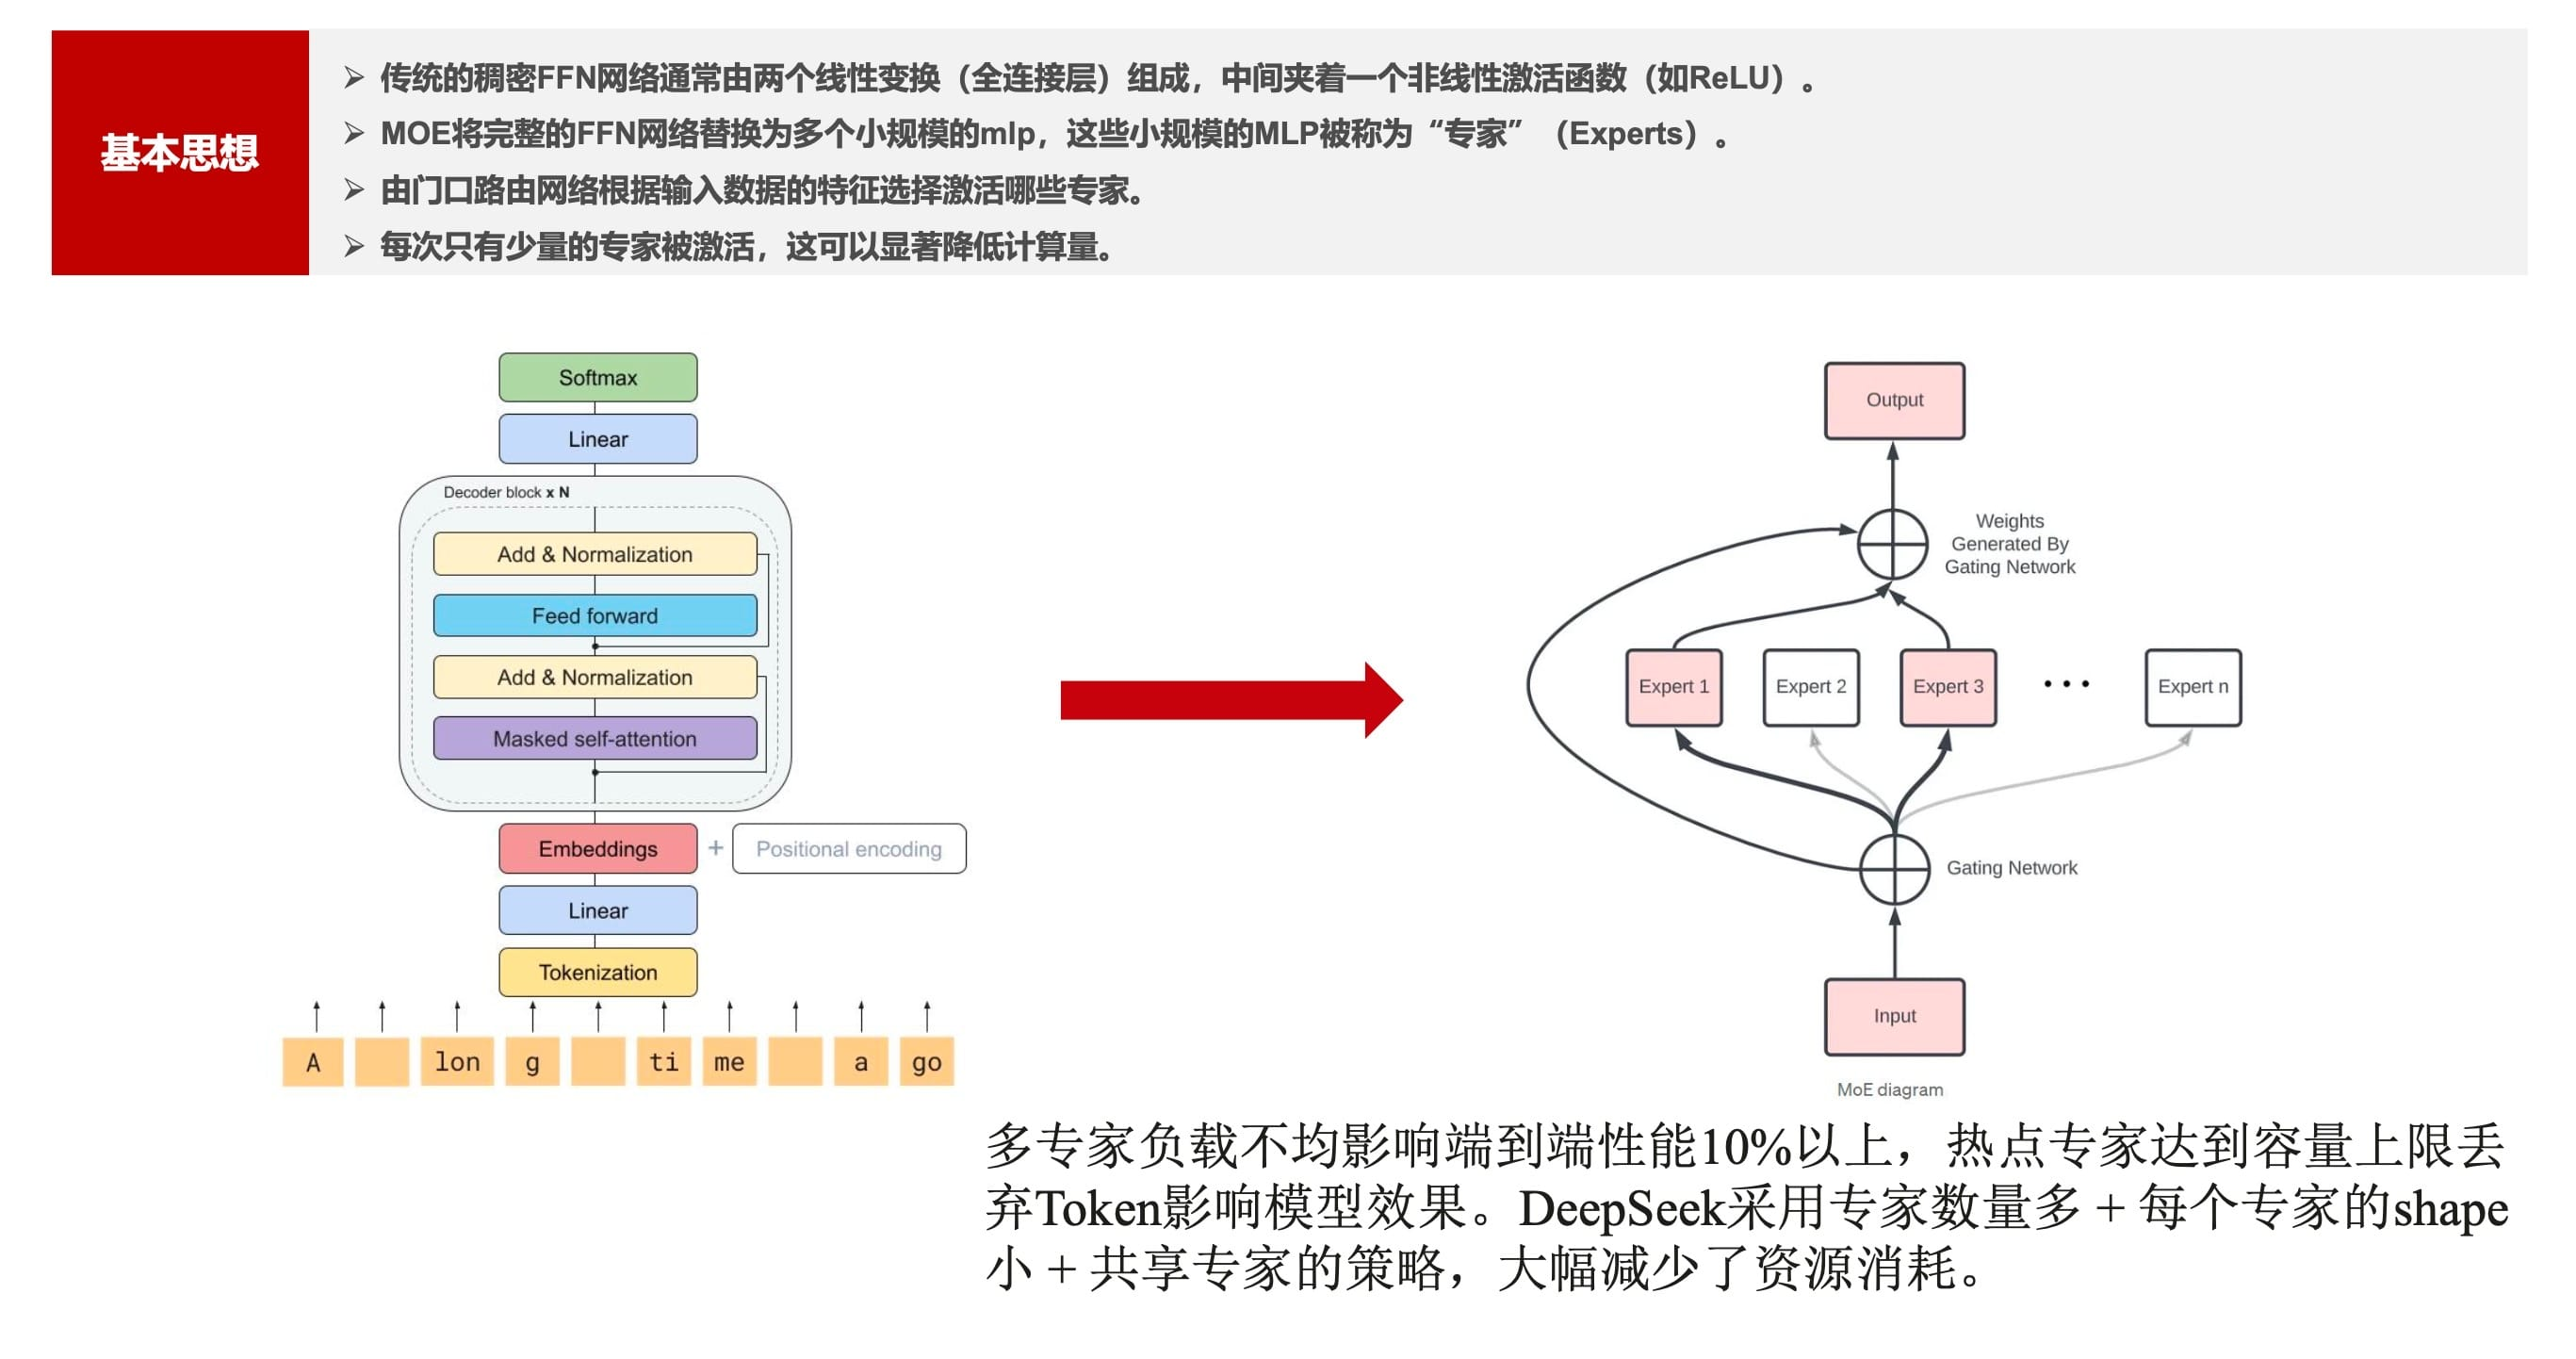 基本思想
➢ 传统的稠密FFN网络通常由两个线性变换（全连接层）组成，中间夹着一个非线性激活函数（如ReLU）。
➢ MOE将完整的FFN网络替换为多个小规模的mlp，这些小规模的MLP被称为“专家”（Experts）。
➢ 由门口路由网络根据输入数据的特征选择激活哪些专家。
➢ 每次只有少量的专家被激活，这可以显著降低计算量。
Softmax
Linear
Decoder block x N
Add & Normalization
Feed forward
Add & Normalization
Masked self-attention
Embeddings + Positional encoding
Linear
Tokenization
A lon g ti me a go
Output
Weights
Generated By
Gating Network
Expert 1 Expert 2 Expert 3 ... Expert n
Gating Network
Input
MoE diagram
多专家负载不均影响端到端性能10%以上，热点专家达到容量上限丢
弃Token影响模型效果。DeepSeek采用专家数量多 + 每个专家的shape
小 + 共享专家的策略，大幅减少了资源消耗。